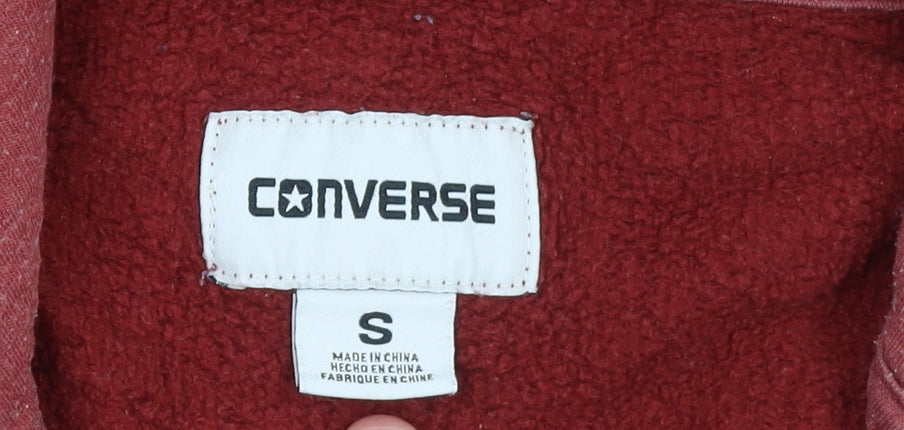 CONVERSE
S
MADE IN CHINA
HECHO EN CHINA
FABRIQUE EN CHINE